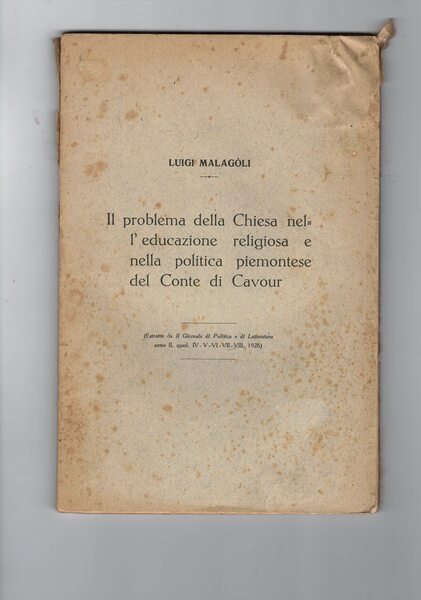 LUIGI MALAGÒLI
Il problema della Chiesa nel=
l'educazione religiosa e
nella politica piemontese
del Conte di Cavour
(Estratto da Il Giornale di Politica e di Letteratura
anno II, quad. IV-V-VI-VII-VIII, 1926)